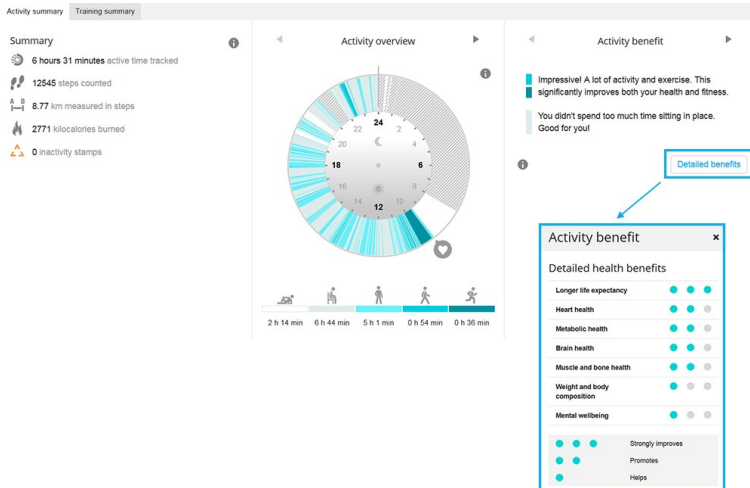 Activity summary
Training summary
Summary
6 hours 31 minutes active time tracked
12545 steps counted
A B
8.77 km measured in steps
2771 kilocalories burned
0 inactivity stamps
Activity overview
24
22
2
20
4
18
6
16
8
14
10
12
2 h 14 min
6 h 44 min
5 h 1 min
0 h 54 min
0 h 36 min
Activity benefit
Impressive! A lot of activity and exercise. This
significantly improves both your health and fitness.
You didn't spend too much time sitting in place.
Good for you!
Detailed benefits
Activity benefit
×
Detailed health benefits
Longer life expectancy
Heart health
Metabolic health
Brain health
Muscle and bone health
Weight and body
composition
Mental wellbeing
Strongly improves
Promotes
Helps